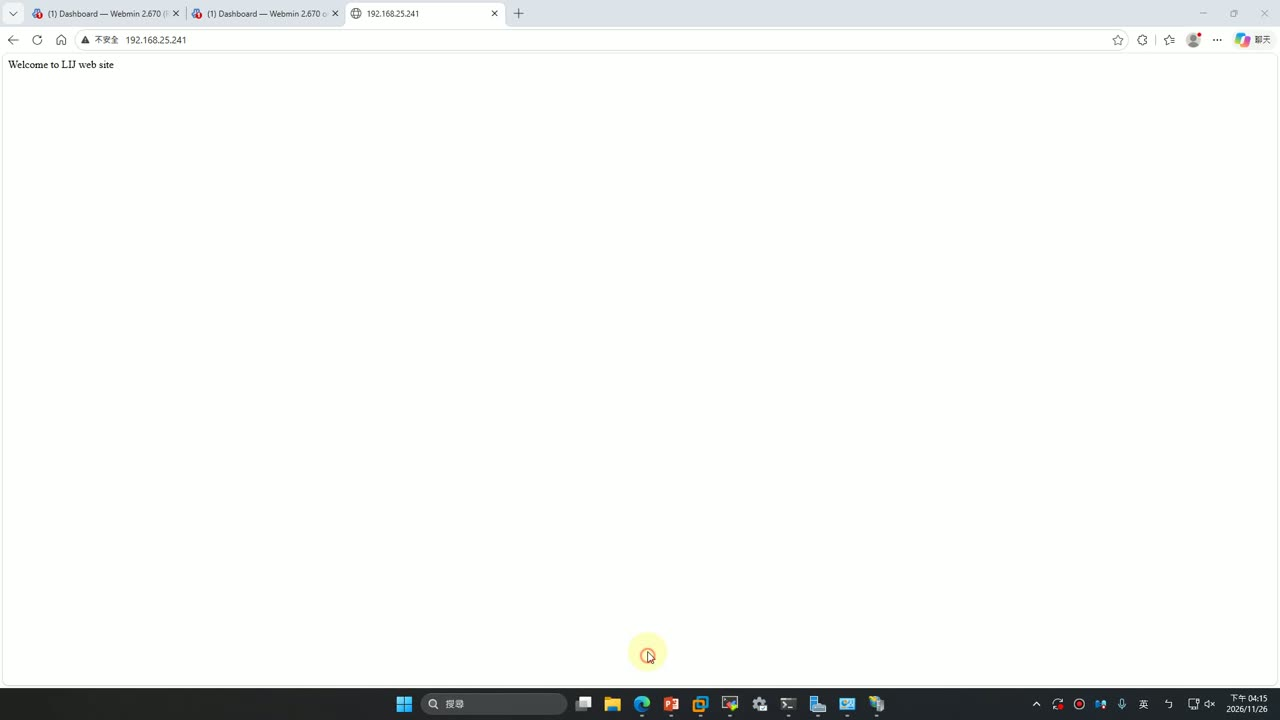 (1) Dashboard — Webmin 2.670 (
(1) Dashboard — Webmin 2.670 o
192.168.25.241
不安全 192.168.25.241
聊天
Welcome to LIJ web site
搜尋
英
ㄅ
下午 04:15
2026/11/26